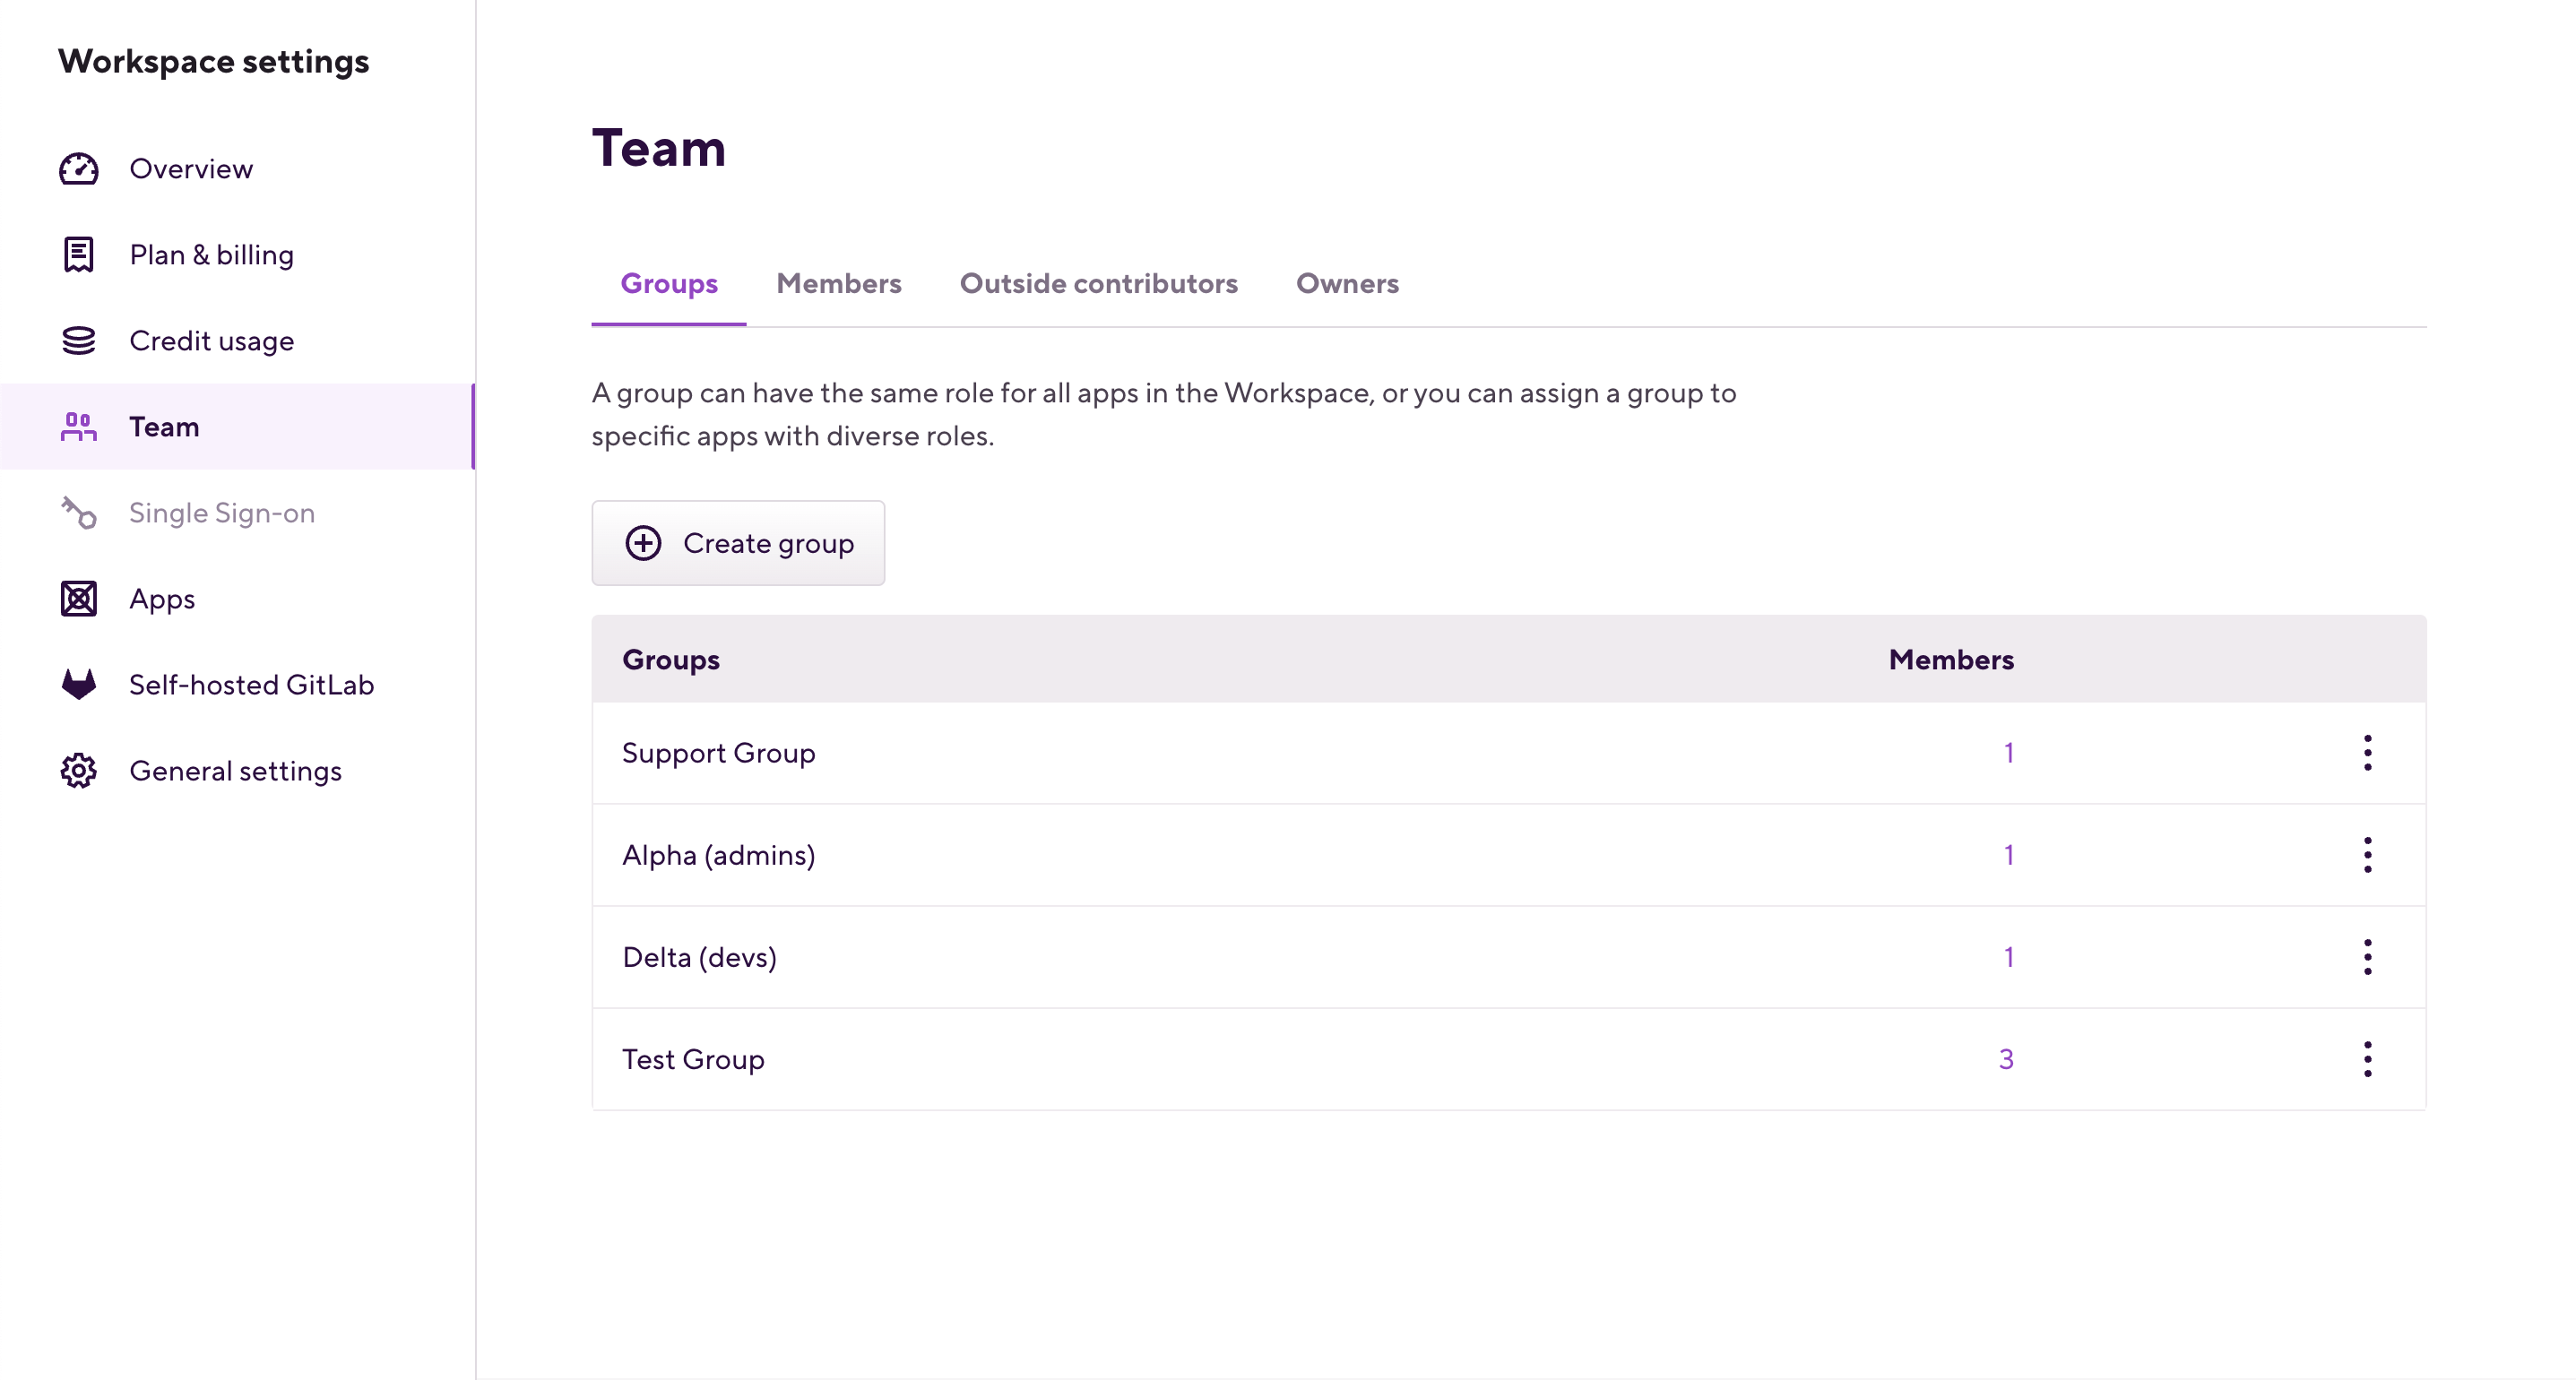 Workspace settings
Overview
Plan & billing
Credit usage
Team
Single Sign-on
Apps
Self-hosted GitLab
General settings
Team
Groups Members Outside contributors Owners
A group can have the same role for all apps in the Workspace, or you can assign a group to
specific apps with diverse roles.
Create group
Groups Members
Support Group 1
Alpha (admins) 1
Delta (devs) 1
Test Group 3